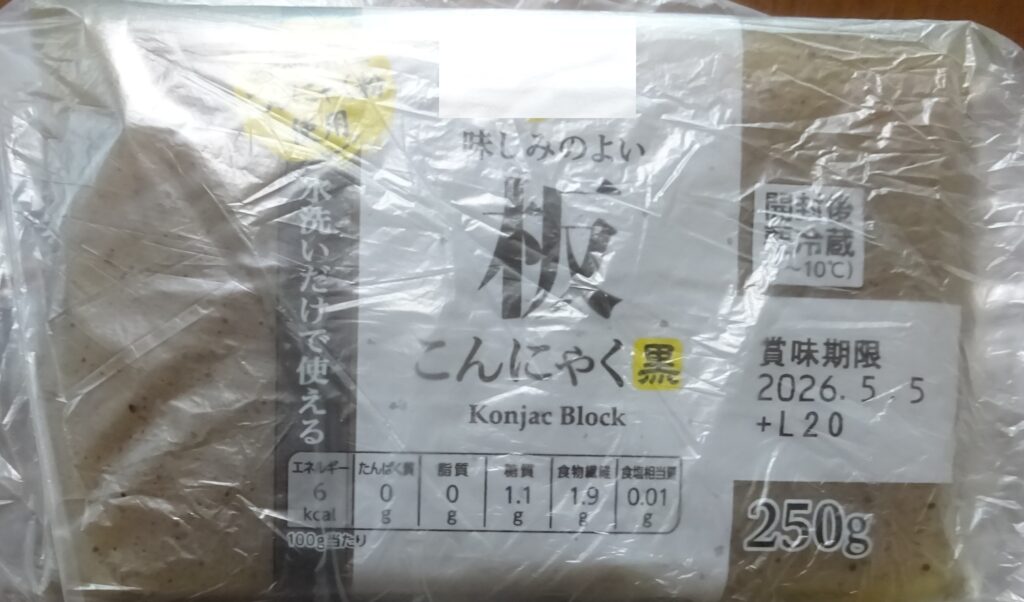 使用
味しみのよい
板
こんにゃく 黒
Konjac Block
水洗いだけで使える
開封後
冷蔵
~10℃)
賞味期限
2026.5.5
+L20
エネルギー たんぱく質 脂質 糖質 食物繊維 食塩相当量
6 kcal 0 g 0 g 1.1 g 1.9 g 0.01 g
100g当たり
250g